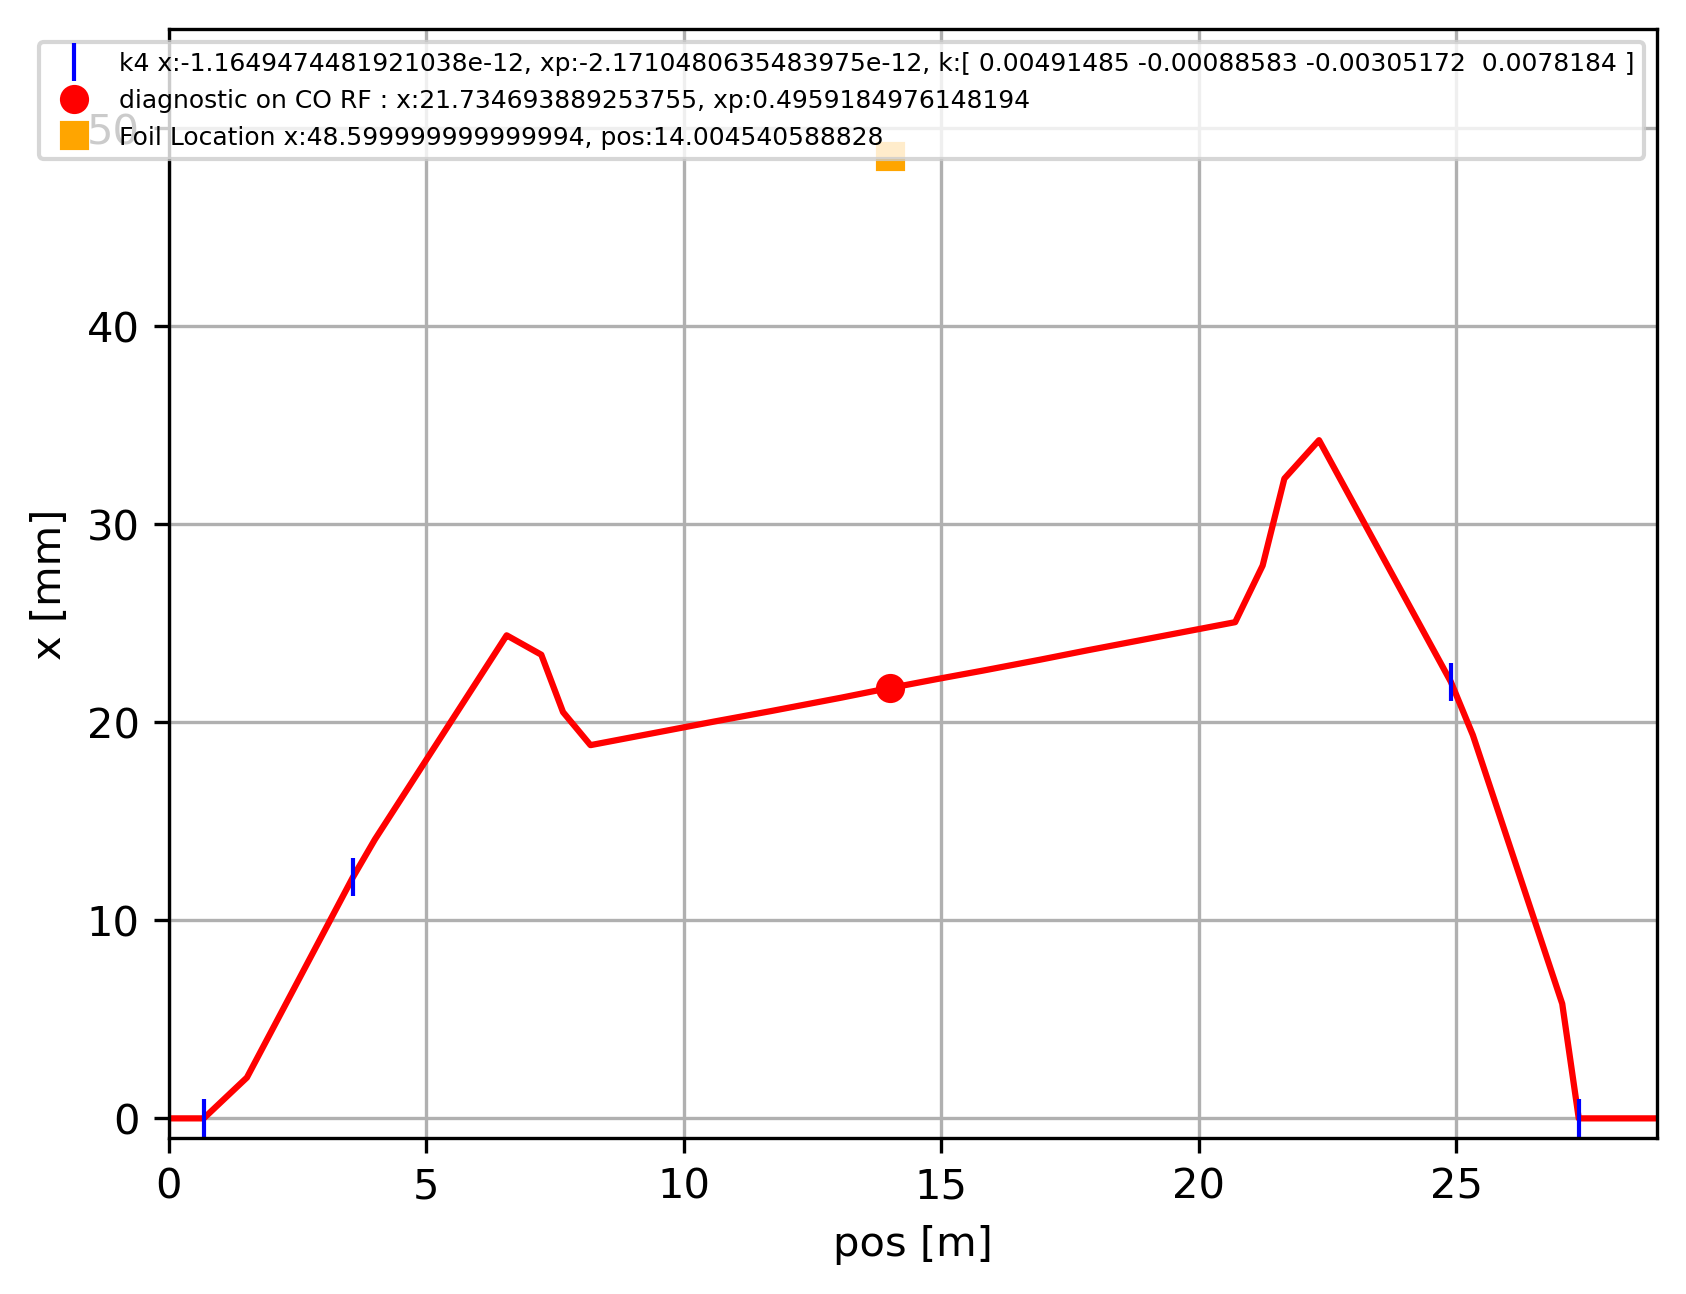 k4 x:-1.1649474481921038e-12, xp:-2.1710480635483975e-12, k:[ 0.00491485 -0.00088583 -0.00305172  0.0078184 ]
diagnostic on CO RF : x:21.734693889253755, xp:0.4959184976148194
Foil Location x:48.599999999999994, pos:14.004540588828
50
40
30
20
10
0
x [mm]
0 5 10 15 20 25
pos [m]